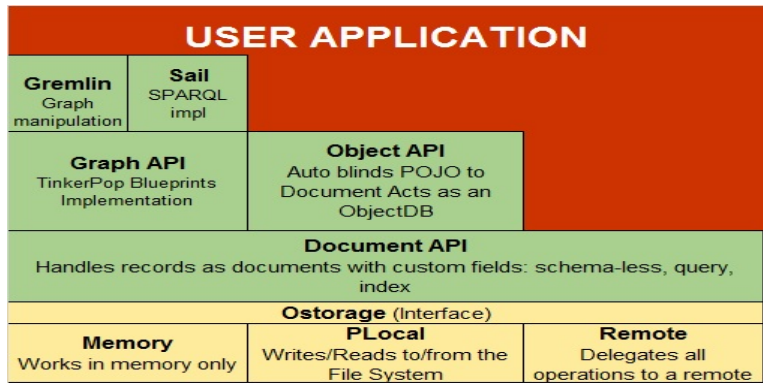 USER APPLICATION
Gremlin
Graph
manipulation
Sail
SPARQL
impl
Graph API
TinkerPop Blueprints
Implementation
Object API
Auto blinds POJO to
Document Acts as an
ObjectDB
Document API
Handles records as documents with custom fields: schema-less, query,
index
Ostorage (Interface)
Memory
Works in memory only
PLocal
Writes/Reads to/from the
File System
Remote
Delegates all
operations to a remote